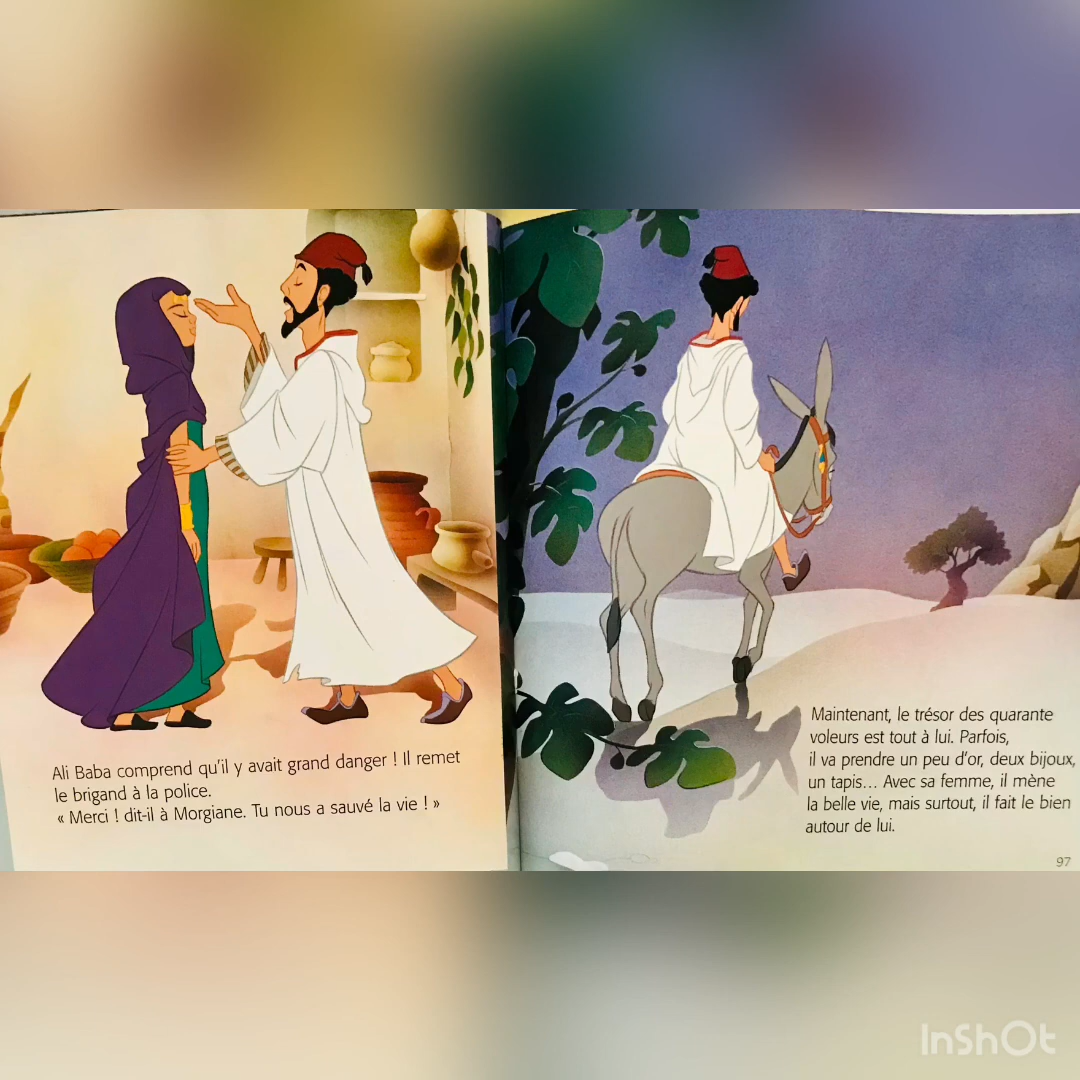 Ali Baba comprend qu'il y avait grand danger ! Il remet
le brigand à la police.
« Merci ! dit-il à Morgiane. Tu nous a sauvé la vie ! »
Maintenant, le trésor des quarante
voleurs est tout à lui. Parfois,
il va prendre un peu d'or, deux bijoux,
un tapis... Avec sa femme, il mène
la belle vie, mais surtout, il fait le bien
autour de lui.
97
InShOt